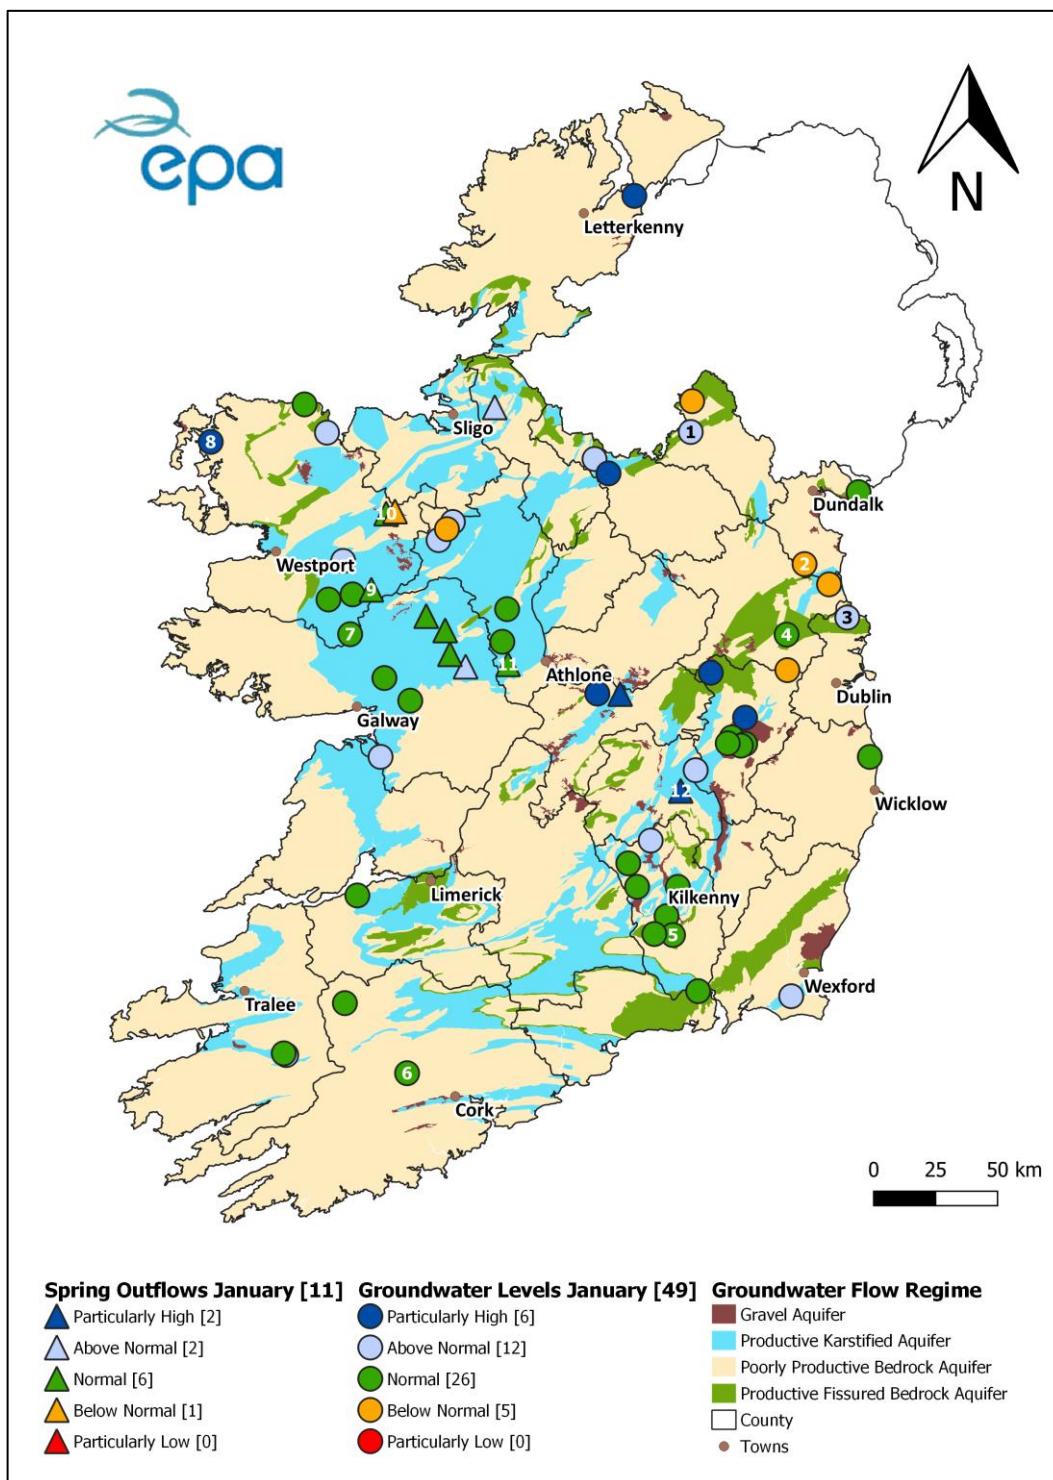 epa
N
Letterkenny
Sligo
1
8
Dundalk
10
2
Westport
9
3
7
4
11
Athlone
Dublin
Galway
12
Wicklow
Limerick
Kilkenny
5
Wexford
Tralee
6
Cork
0 25 50 km
Spring Outflows January [11]
Particularly High [2]
Above Normal [2]
Normal [6]
Below Normal [1]
Particularly Low [0]
Groundwater Levels January [49]
Particularly High [6]
Above Normal [12]
Normal [26]
Below Normal [5]
Particularly Low [0]
Groundwater Flow Regime
Gravel Aquifer
Productive Karstified Aquifer
Poorly Productive Bedrock Aquifer
Productive Fissured Bedrock Aquifer
County
Towns